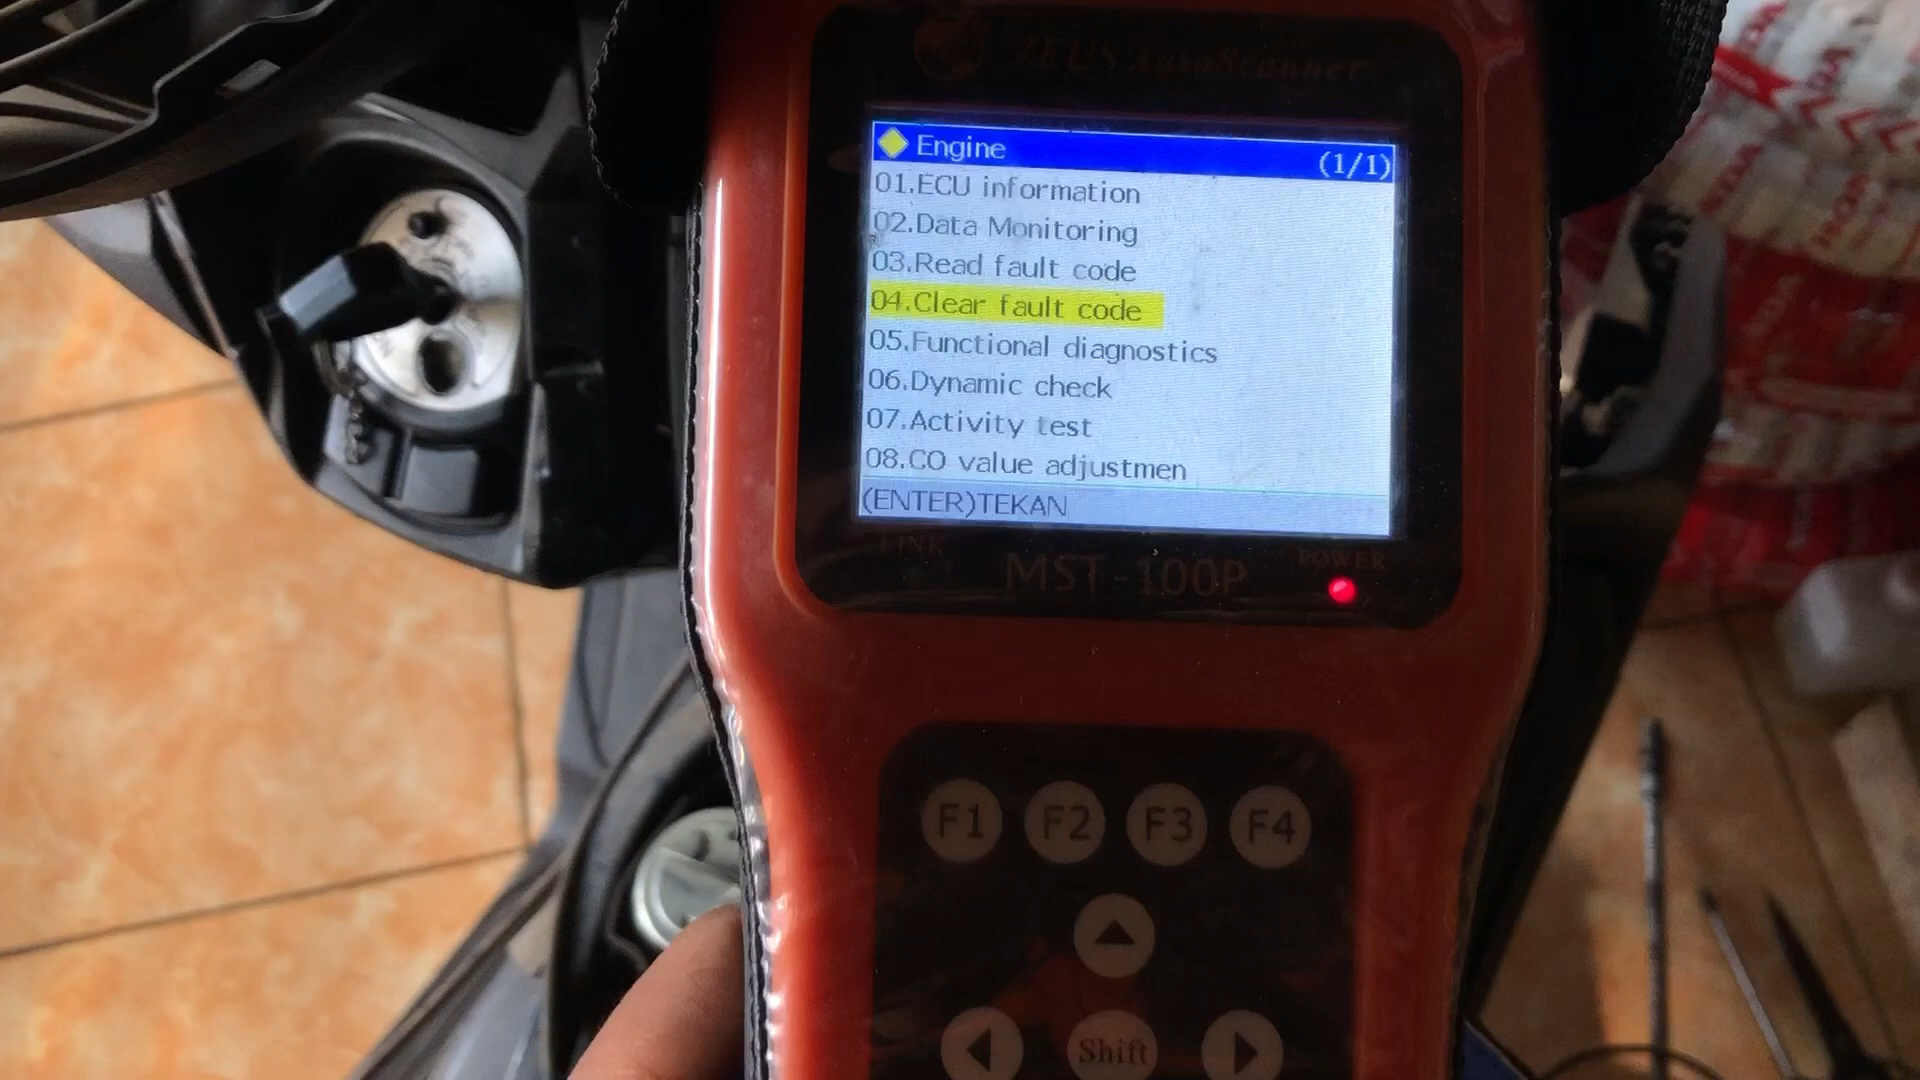 ZEUS AutoScanner
Engine (1/1)
01.ECU information
02.Data Monitoring
03.Read fault code
04.Clear fault code
05.Functional diagnostics
06.Dynamic check
07.Activity test
08.CO value adjustmen
(ENTER)TEKAN
LINK
MST-100P
POWER
F1 F2 F3 F4
Shift